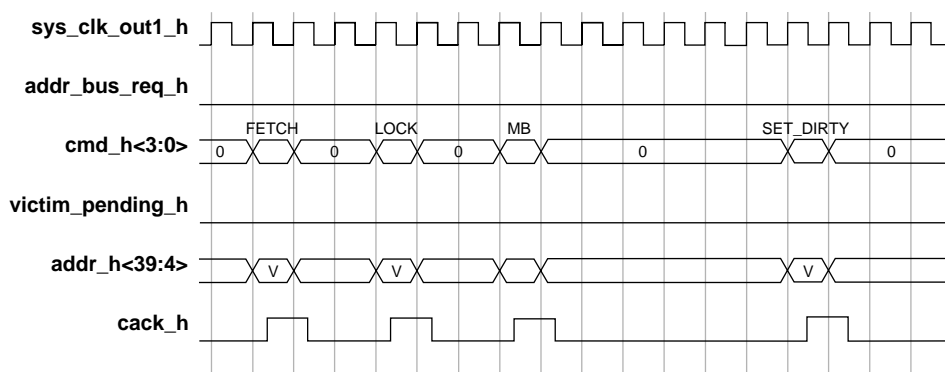 sys_clk_out1_h
addr_bus_req_h
FETCH LOCK MB SET_DIRTY
cmd_h<3:0> 0 0 0 0 0
victim_pending_h
addr_h<39:4> V V V
cack_h